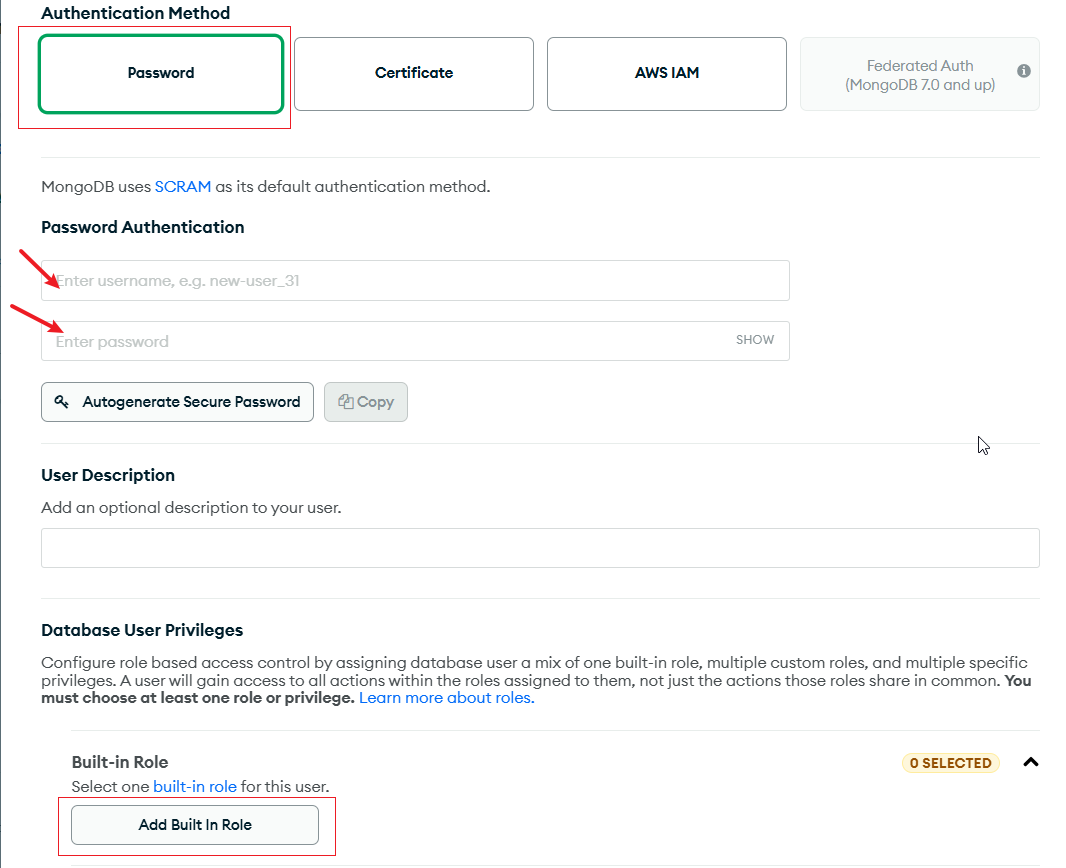 Authentication Method
Password
Certificate
AWS IAM
Federated Auth
(MongoDB 7.0 and up)
MongoDB uses SCRAM as its default authentication method.
Password Authentication
Enter username, e.g. new-user_31
Enter password
SHOW
Autogenerate Secure Password
Copy
User Description
Add an optional description to your user.
Database User Privileges
Configure role based access control by assigning database user a mix of one built-in role, multiple custom roles, and multiple specific
privileges. A user will gain access to all actions within the roles assigned to them, not just the actions those roles share in common. You
must choose at least one role or privilege. Learn more about roles.
Built-in Role
0 SELECTED
Select one built-in role for this user.
Add Built In Role